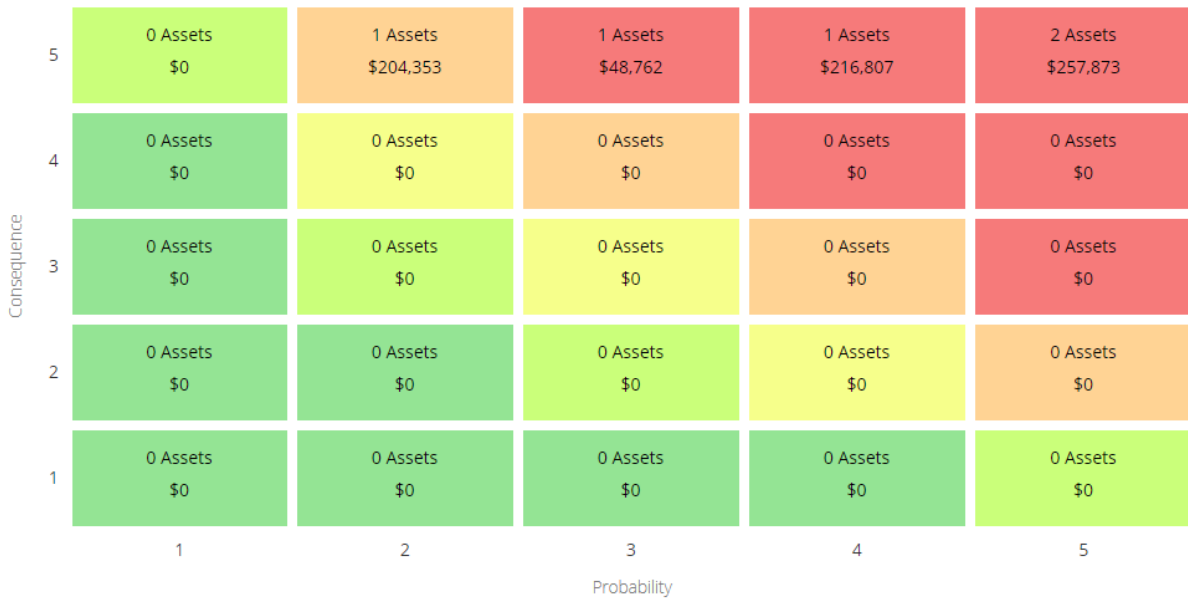 5
0 Assets
$0
1 Assets
$204,353
1 Assets
$48,762
1 Assets
$216,807
2 Assets
$257,873
4
0 Assets
$0
0 Assets
$0
0 Assets
$0
0 Assets
$0
0 Assets
$0
Consequence
3
0 Assets
$0
0 Assets
$0
0 Assets
$0
0 Assets
$0
0 Assets
$0
2
0 Assets
$0
0 Assets
$0
0 Assets
$0
0 Assets
$0
0 Assets
$0
1
0 Assets
$0
0 Assets
$0
0 Assets
$0
0 Assets
$0
0 Assets
$0
1
2
3
4
5
Probability